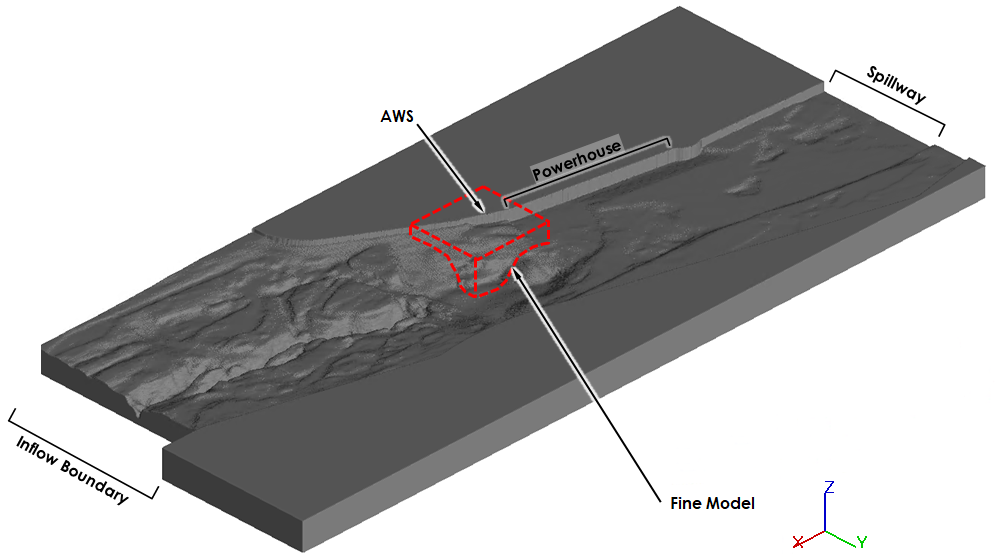 Spillway
AWS
Powerhouse
Inflow Boundary
Fine Model
Z
X
Y